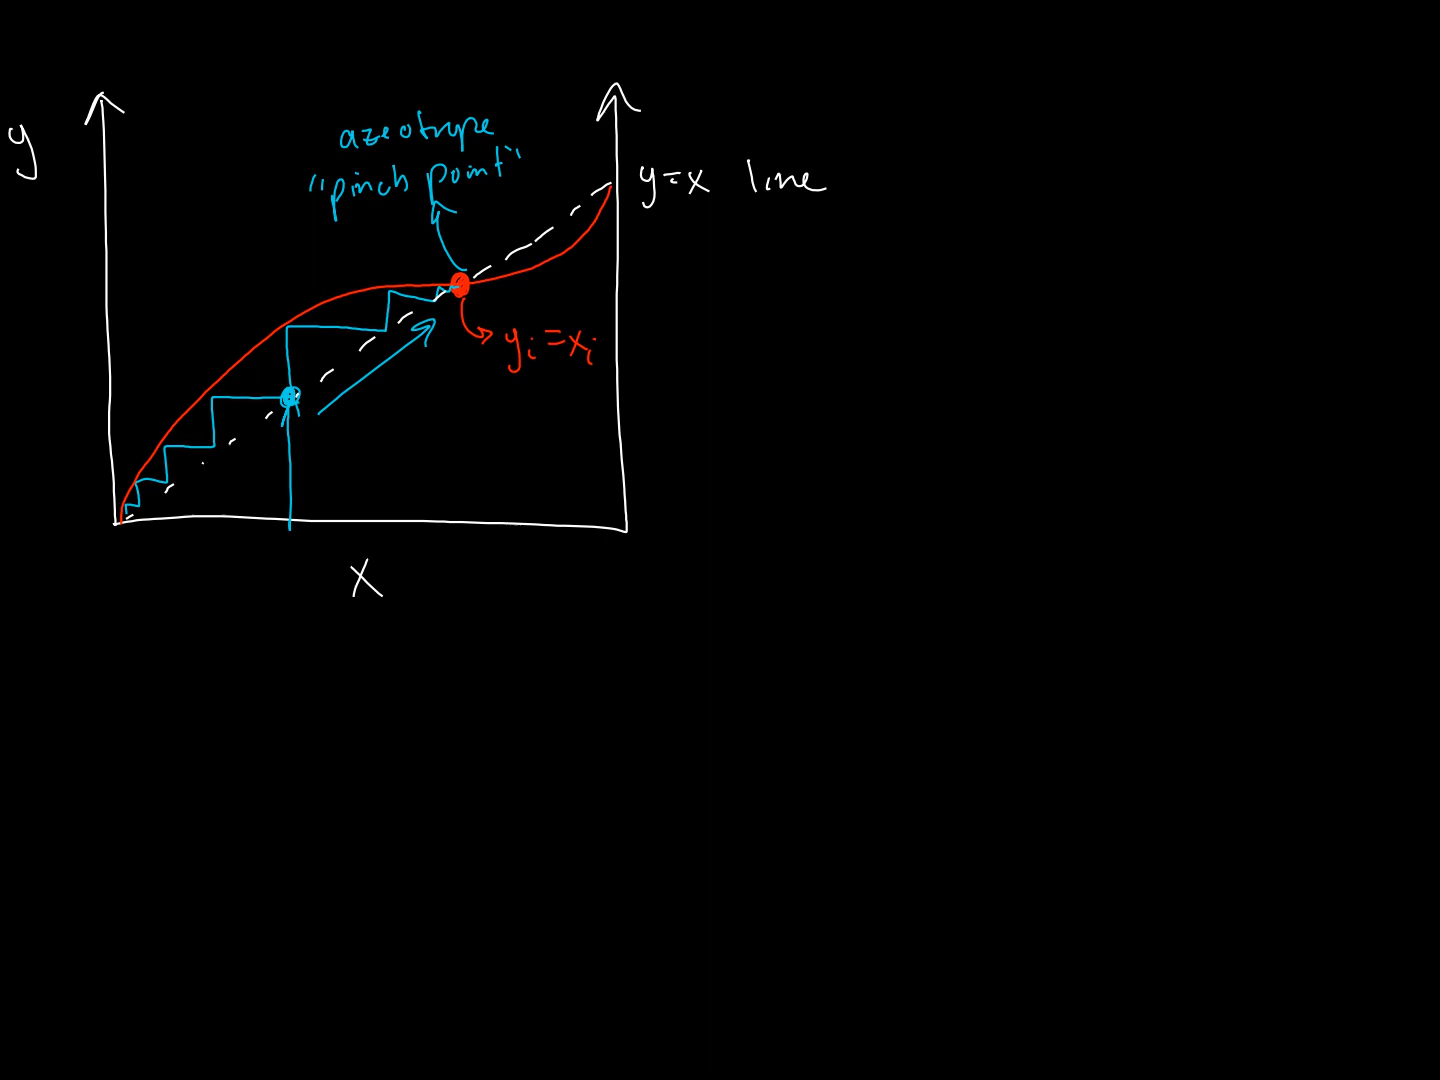 y
azeotrope
"pinch point"
y=x line
yi=xi
x